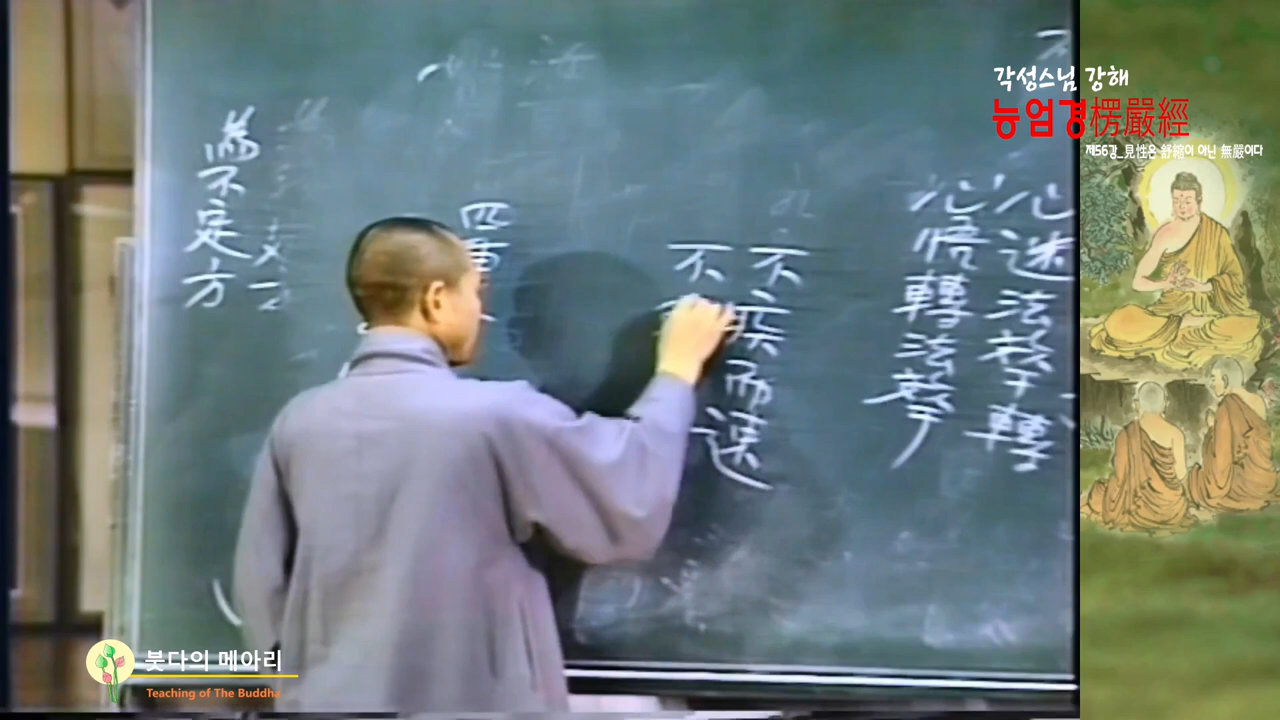 각성스님 강해
능엄경楞嚴經
제56강_見性은 舒縮이 아닌 無嚴이다
心迷法華轉
心悟轉法華
不疾而速
不
四重
為不定方
붓다의 메아리
Teaching of The Buddha